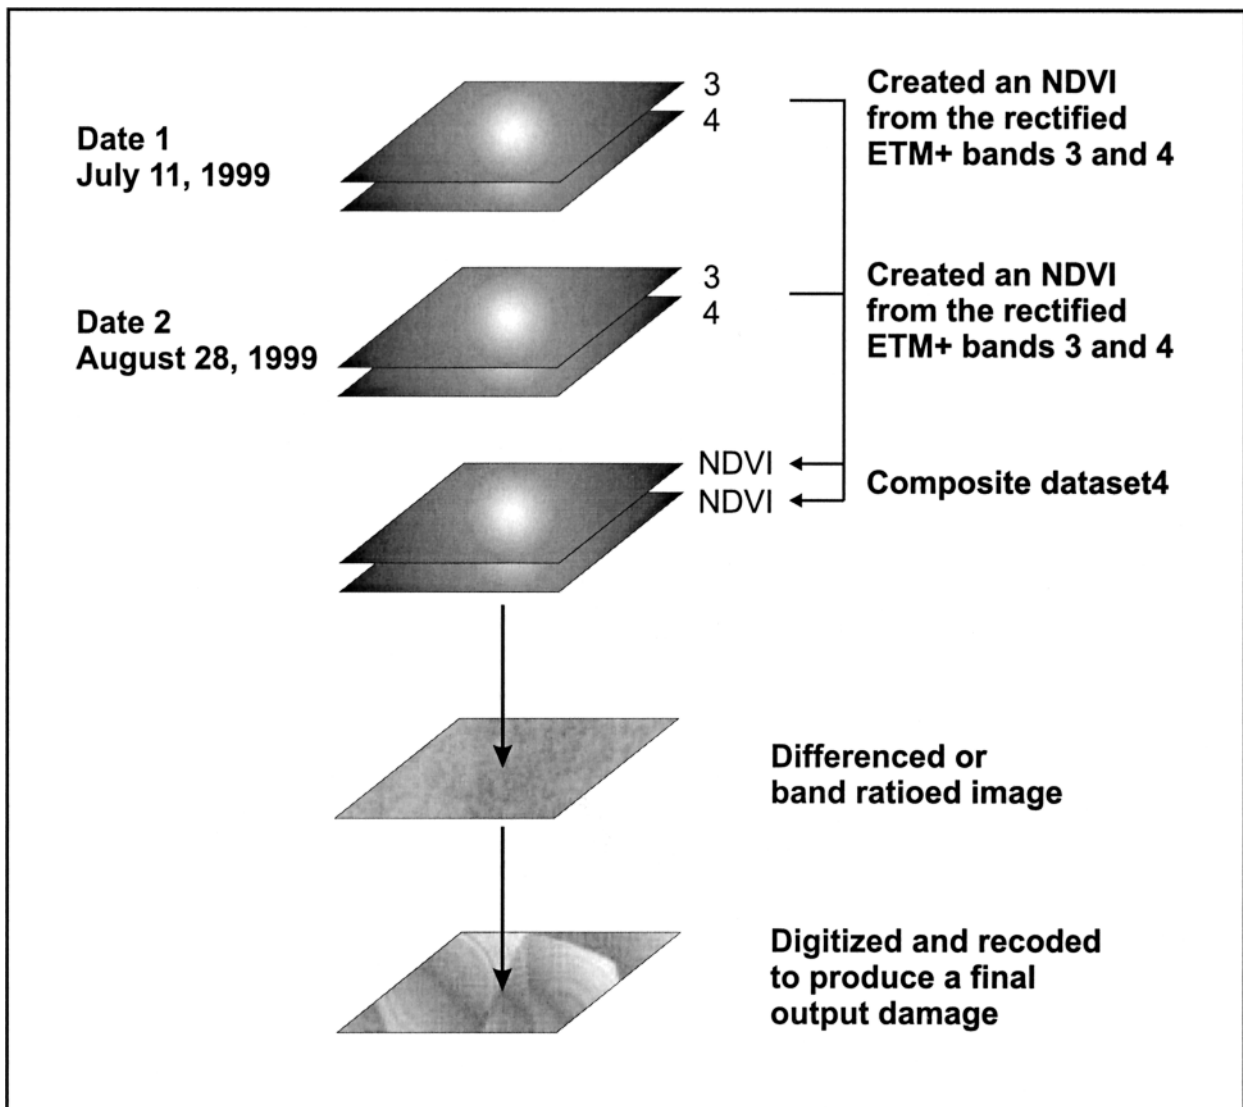 Date 1
July 11, 1999
3
4
Created an NDVI
from the rectified
ETM+ bands 3 and 4
Date 2
August 28, 1999
3
4
Created an NDVI
from the rectified
ETM+ bands 3 and 4
NDVI
NDVI
Composite dataset4
Differenced or
band ratioed image
Digitized and recoded
to produce a final
output damage